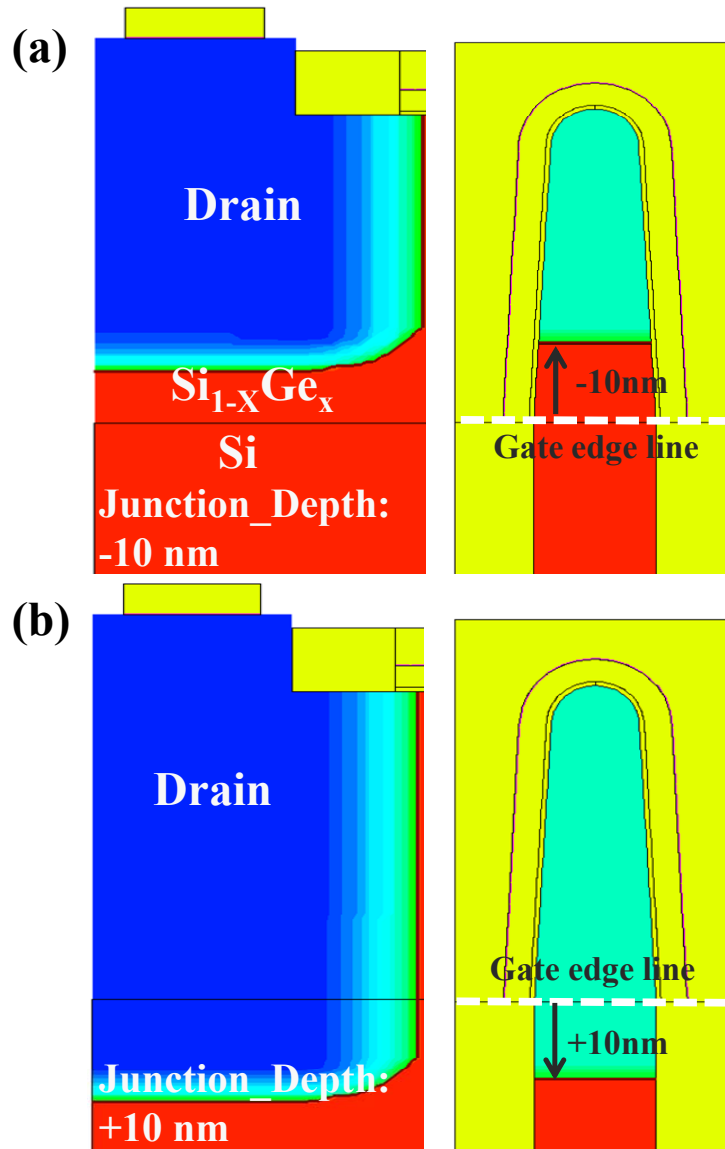 (a)
Drain
Si1-XGex
Si
Junction_Depth:
-10 nm
-10nm
Gate edge line
(b)
Drain
Junction_Depth:
+10 nm
Gate edge line
+10nm